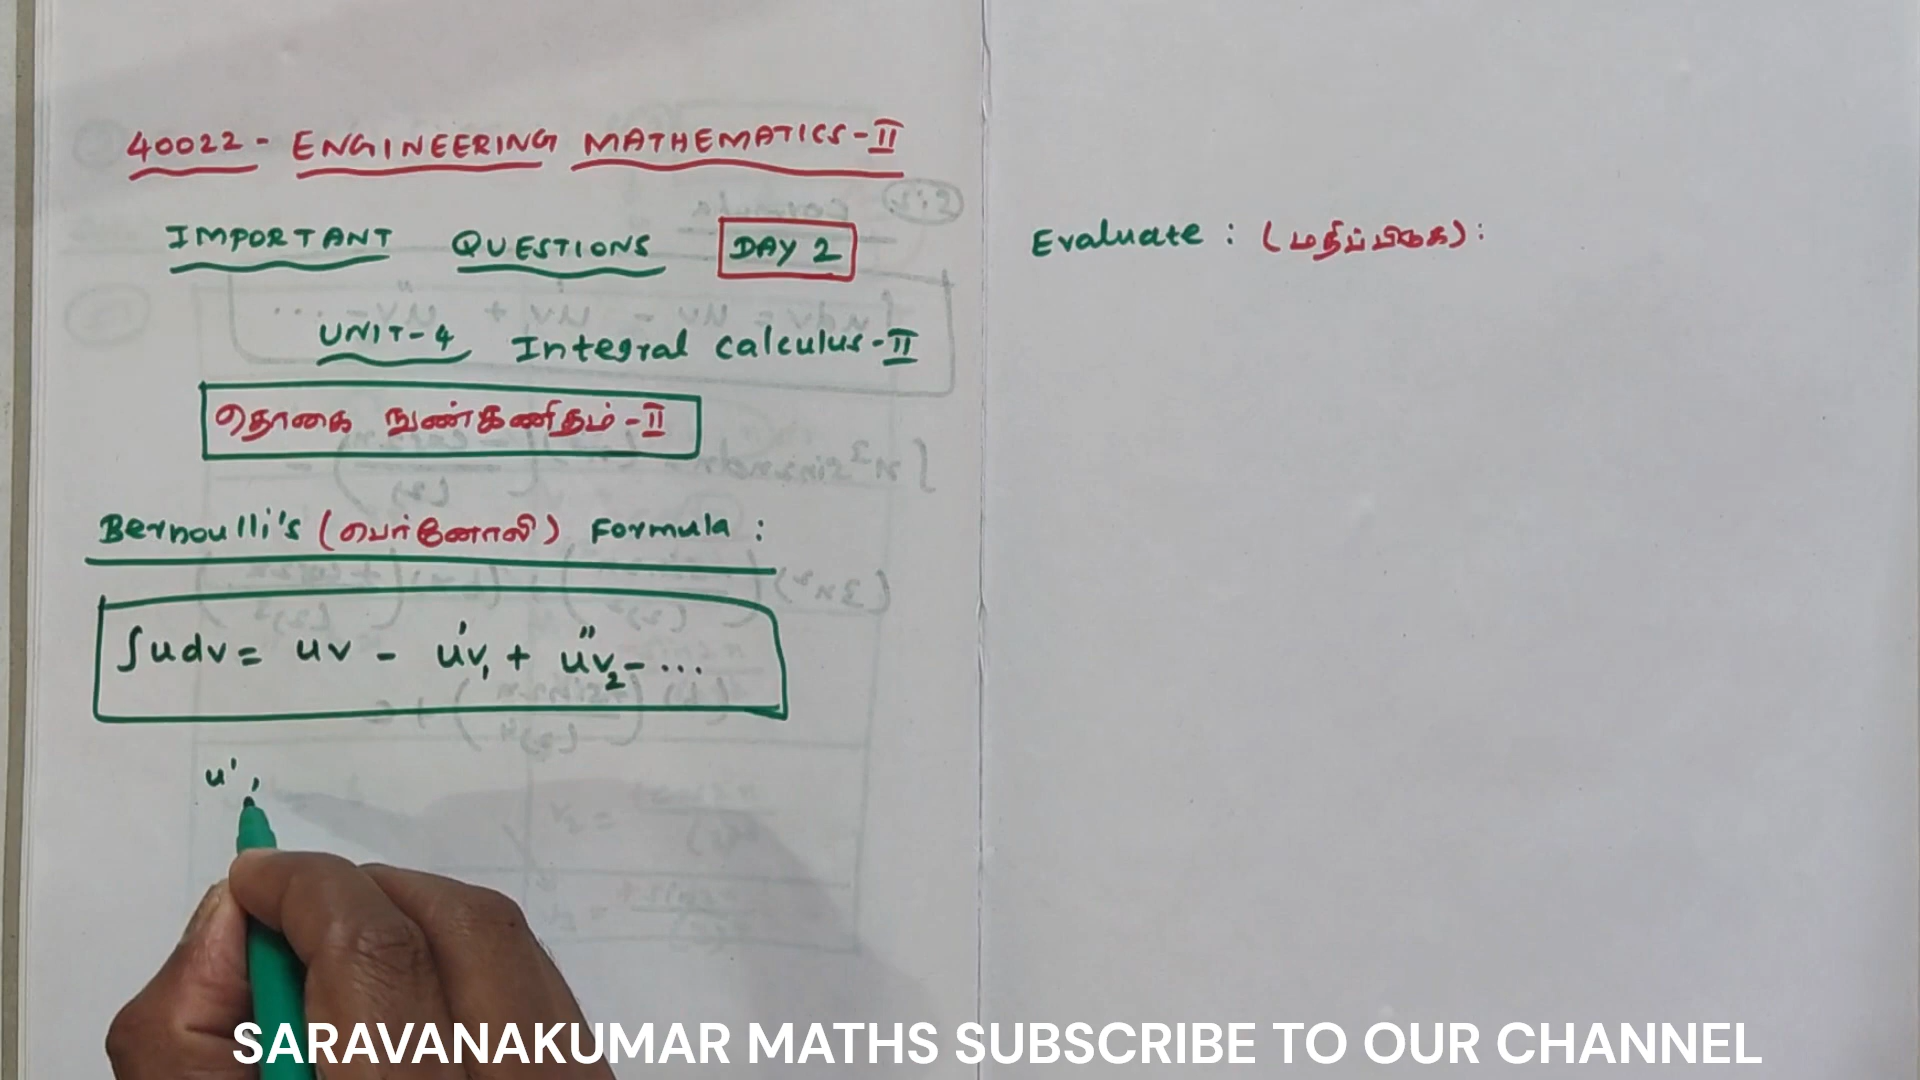 40022 - ENGINEERING MATHEMATICS - II
IMPORTANT QUESTIONS DAY 2
UNIT-4 Integral calculus - II
தொகை நுண்கணிதம் - II
Bernoulli's (பெர்னோலி) Formula :
∫udv = uv - u'v₁ + u''v₂ - ...
u' ,
Evaluate : (மதிப்பிடுக) :
SARAVANAKUMAR MATHS SUBSCRIBE TO OUR CHANNEL